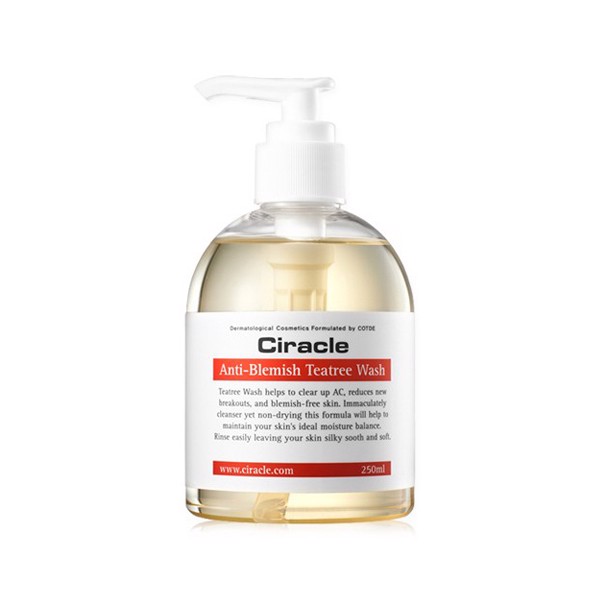 Dermatological Cosmetics Formulated by COTDE
Ciracle
Anti-Blemish Teatree Wash
Teatree Wash helps to clear up AC, reduces new
breakouts, and blemish-free skin. Immaculately
cleanser yet non-drying this formula will help to
maintain your skin's ideal moisture balance.
Rinse easily leaving your skin silky sooth and soft.
www.ciracle.com 250ml